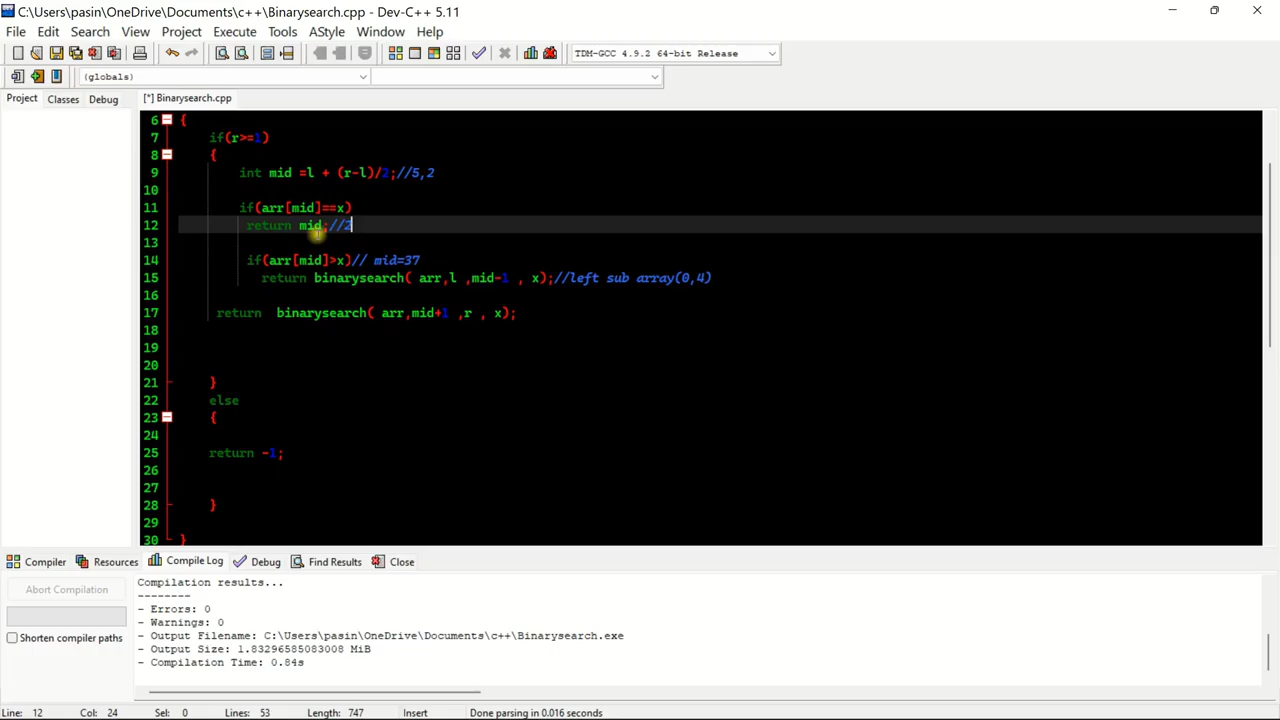 C:\Users\pasin\OneDrive\Documents\c++\Binarysearch.cpp - Dev-C++ 5.11
File Edit Search View Project Execute Tools AStyle Window Help
TDM-GCC 4.9.2 64-bit Release
(globals)
Project Classes Debug [*] Binarysearch.cpp
6 {
7 if(r>=1)
8 {
9 int mid =l + (r-l)/2;//5,2
10
11 if(arr[mid]==x)
12 return mid;//2
13
14 if(arr[mid]>x)// mid=37
15 return binarysearch( arr,l ,mid-1 , x);//left sub array(0,4)
16
17 return binarysearch( arr,mid+1 ,r , x);
18
19
20
21 }
22 else
23 {
24
25 return -1;
26
27
28 }
29
30 }
Compiler Resources Compile Log Debug Find Results Close
Abort Compilation
Shorten compiler paths
Compilation results...
--------
- Errors: 0
- Warnings: 0
- Output Filename: C:\Users\pasin\OneDrive\Documents\c++\Binarysearch.exe
- Output Size: 1.83296585083008 MiB
- Compilation Time: 0.84s
Line: 12 Col: 24 Sel: 0 Lines: 53 Length: 747 Insert Done parsing in 0.016 seconds